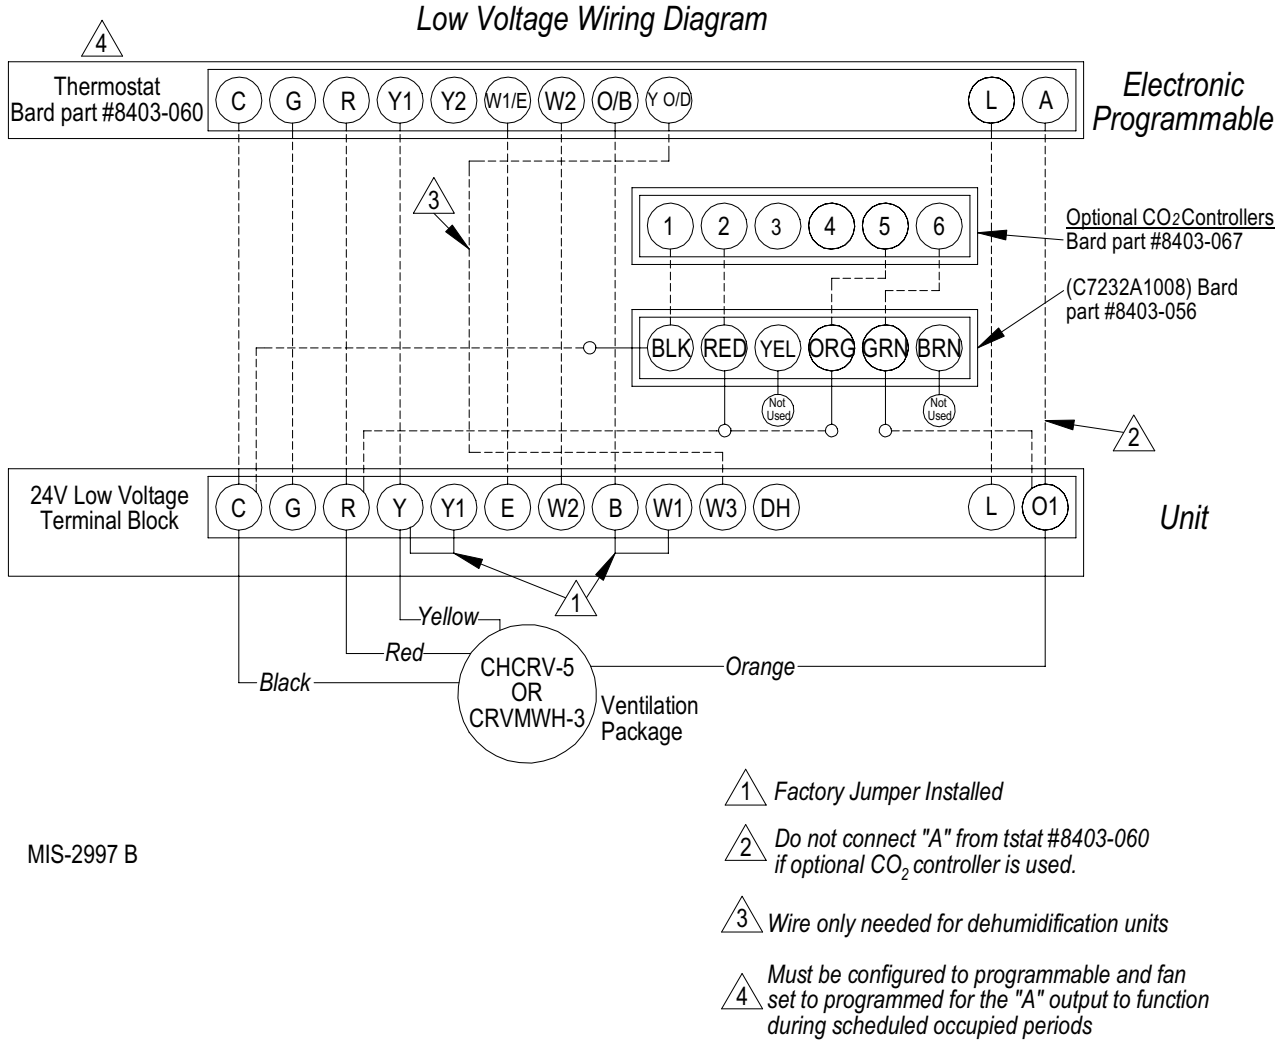 Low Voltage Wiring Diagram
4
Thermostat
Bard part #8403-060
C G R Y1 Y2 W1/E W2 O/B Y O/D L A
Electronic
Programmable
3
1 2 3 4 5 6
Optional CO2 Controllers
Bard part #8403-067
(C7232A1008) Bard
part #8403-056
BLK RED YEL ORG GRN BRN
Not
Used
Not
Used
2
24V Low Voltage
Terminal Block
C G R Y Y1 E W2 B W1 W3 DH L O1
Unit
1
Yellow
Red
Black
Orange
CHCRV-5
OR
CRVMWH-3
Ventilation
Package
1 Factory Jumper Installed
2 Do not connect "A" from tstat #8403-060
if optional CO2 controller is used.
MIS-2997 B
3 Wire only needed for dehumidification units
4 Must be configured to programmable and fan
set to programmed for the "A" output to function
during scheduled occupied periods